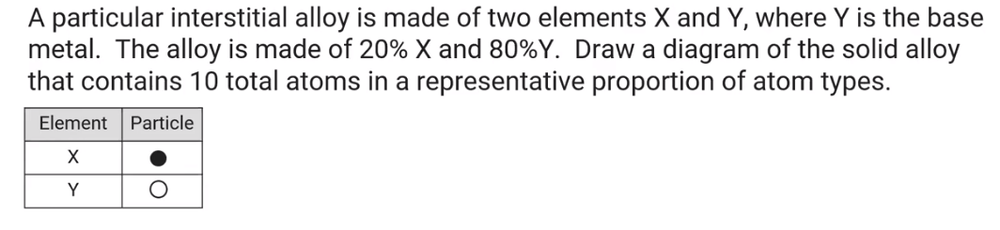 A particular interstitial alloy is made of two elements X and Y, where Y is the base
metal. The alloy is made of 20% X and 80%Y. Draw a diagram of the solid alloy
that contains 10 total atoms in a representative proportion of atom types.
Element Particle
X
Y